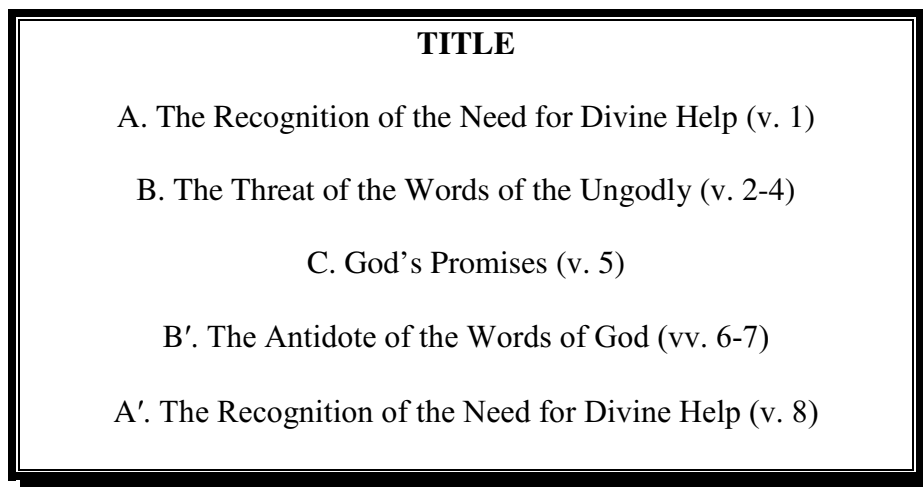 TITLE
A. The Recognition of the Need for Divine Help (v. 1)
B. The Threat of the Words of the Ungodly (v. 2-4)
C. God’s Promises (v. 5)
B′. The Antidote of the Words of God (vv. 6-7)
A′. The Recognition of the Need for Divine Help (v. 8)